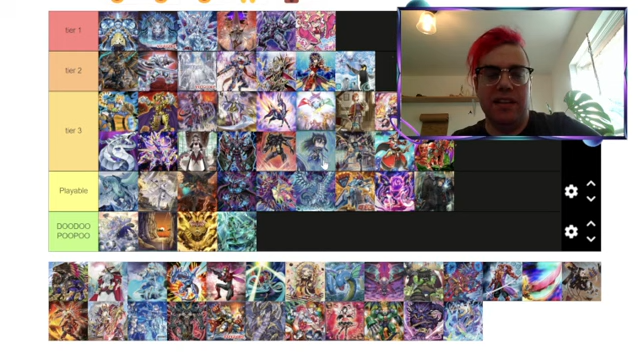 tier 1
tier 2
tier 3
Playable
DOODOO
POOPOO